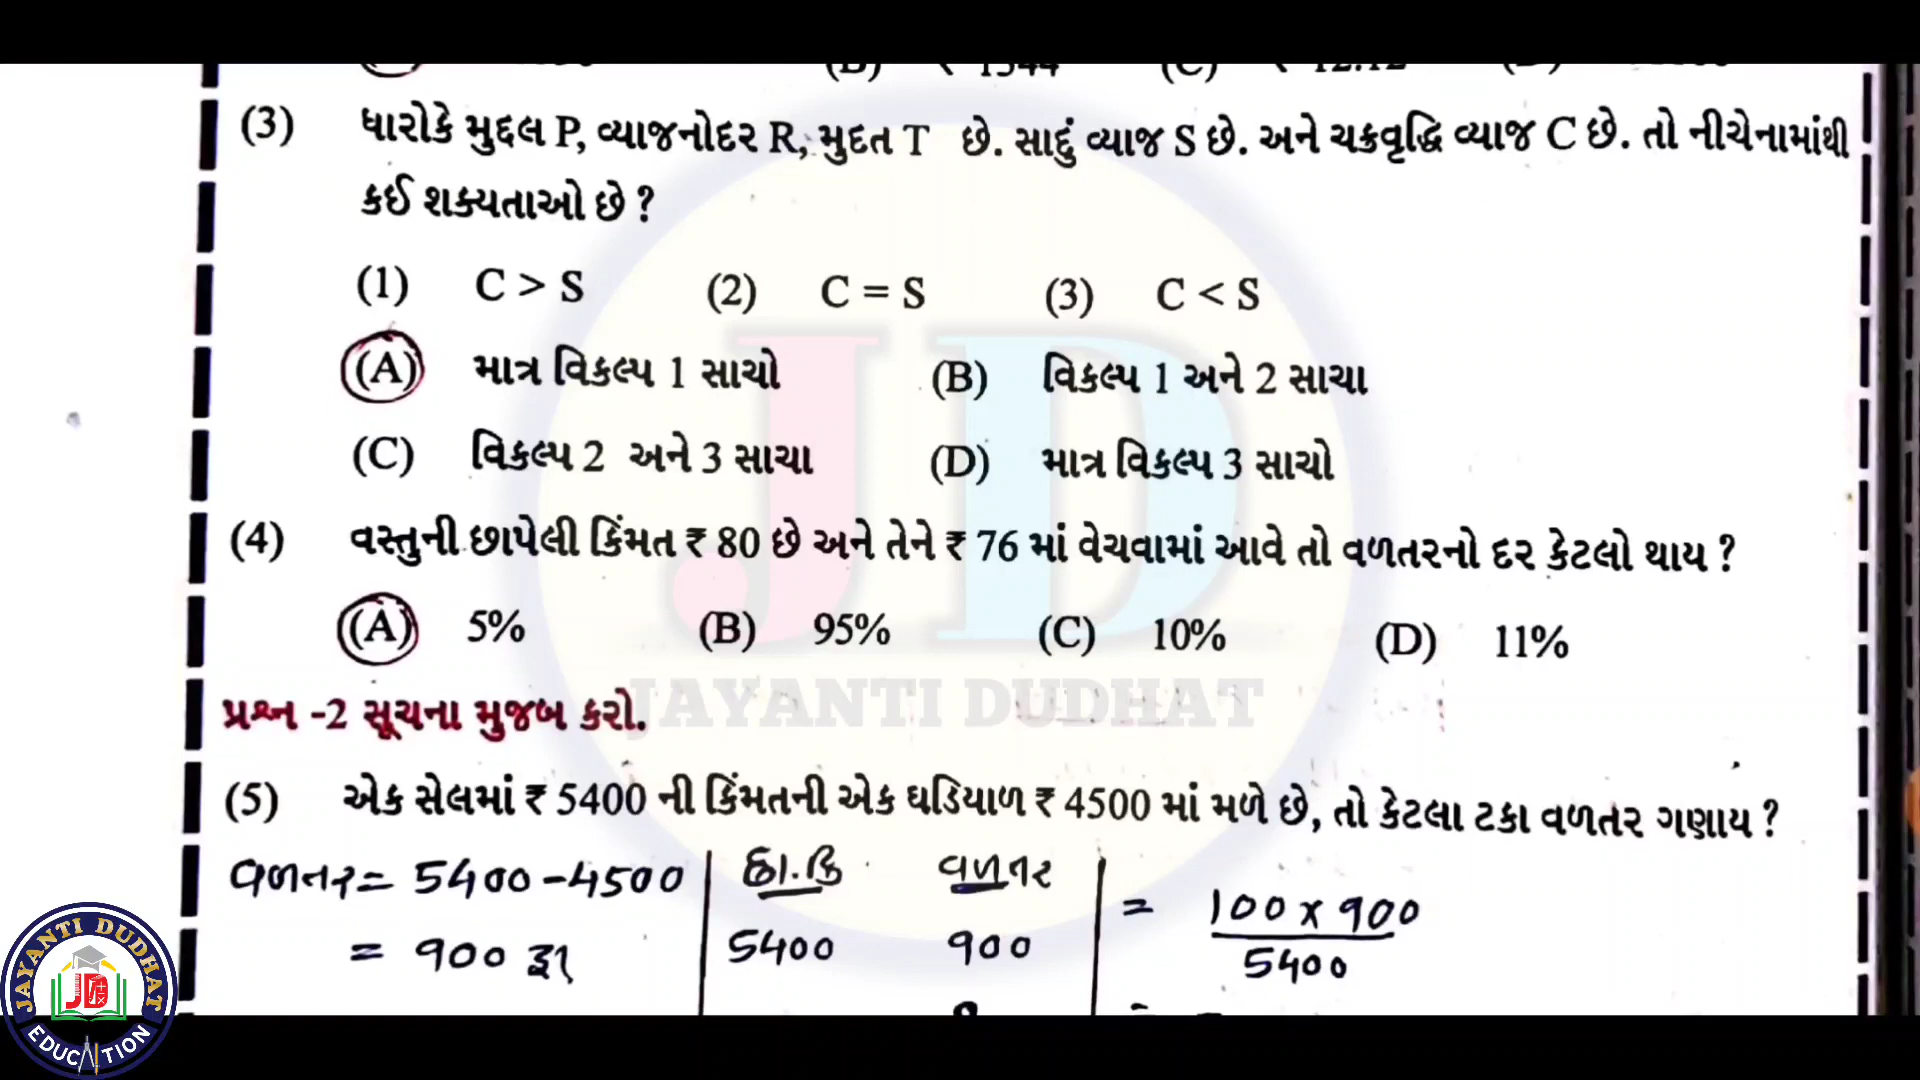 (3) ધારોકે મુદ્દલ P, વ્યાજનોદર R, મુદત T છે. સાદું વ્યાજ S છે. અને ચક્રવૃદ્ધિ વ્યાજ C છે. તો નીચેનામાંથી
કઈ શક્યતાઓ છે ?
(1) C > S (2) C = S (3) C < S
(A) માત્ર વિકલ્પ 1 સાચો (B) વિકલ્પ 1 અને 2 સાચા
(C) વિકલ્પ 2 અને 3 સાચા (D) માત્ર વિકલ્પ 3 સાચો
(4) વસ્તુની છાપેલી કિંમત ₹ 80 છે અને તેને ₹ 76 માં વેચવામાં આવે તો વળતરનો દર કેટલો થાય ?
(A) 5% (B) 95% (C) 10% (D) 11%
પ્રશ્ન -2 સૂચના મુજબ કરો.
JAYANTI DUDHAT
(5) એક સેલમાં ₹ 5400 ની કિંમતની એક ઘડિયાળ ₹ 4500 માં મળે છે, તો કેટલા ટકા વળતર ગણાય ?
વળતર = 5400 - 4500 છા.કિ વળતર = 100 x 900
= 900 રૂા 5400 900 5400
JAYANTI DUDHAT
JD
EDUCATION